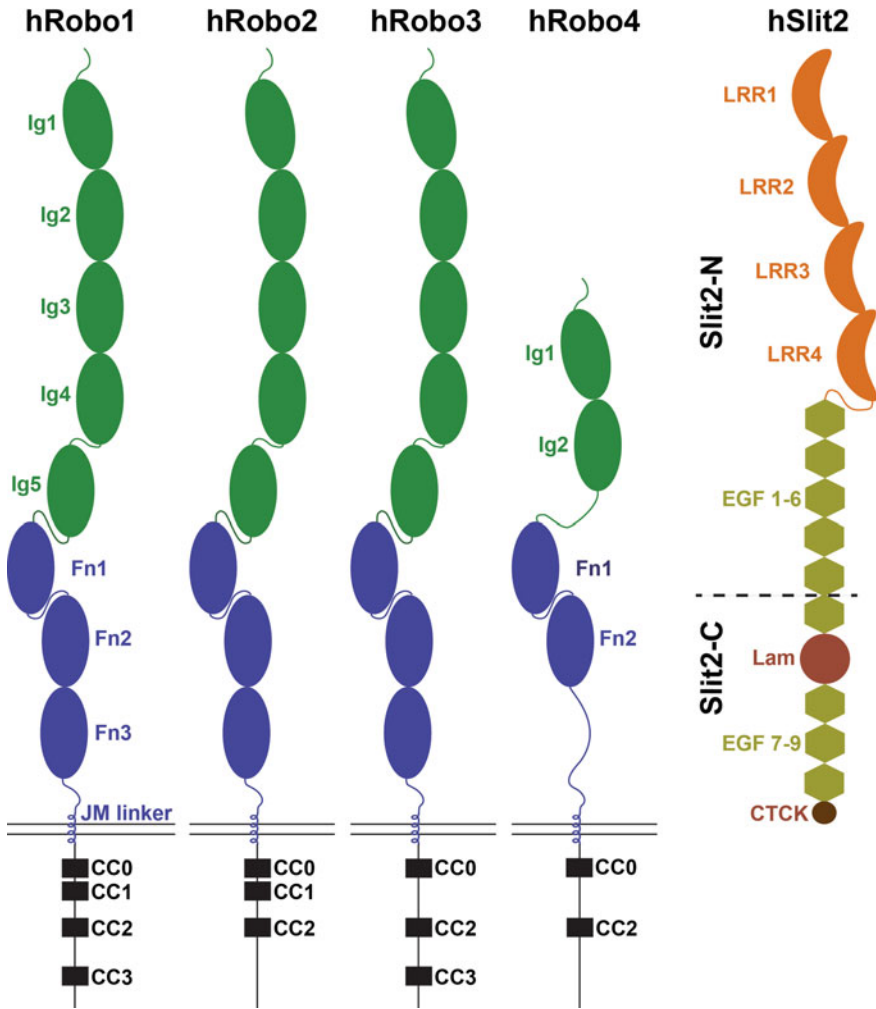 hRobo1 hRobo2 hRobo3 hRobo4 hSlit2
Ig1
Ig2
Ig3
Ig4
Ig5
Fn1
Fn2
Fn3
JM linker
CC0
CC1
CC2
CC3
CC0
CC1
CC2
CC0
CC2
CC3
Ig1
Ig2
Fn1
Fn2
CC0
CC2
LRR1
LRR2
LRR3
LRR4
Slit2-N
EGF 1-6
Slit2-C
Lam
EGF 7-9
CTCK